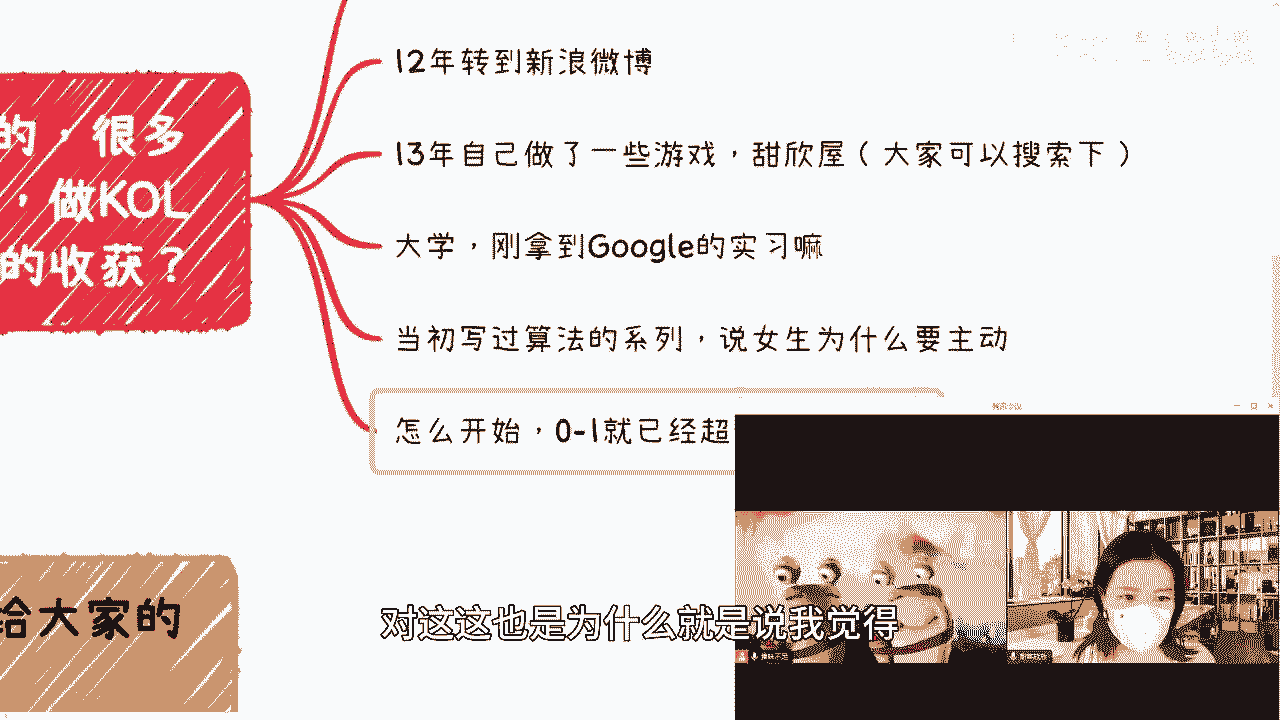 12年转到新浪微博
的，很多
13年自己做了一些游戏，甜欣屋（大家可以搜索下）
，做KOL
大学，刚拿到Google的实习嘛
的收获？
当初写过算法的系列，说女生为什么要主动
怎么开始，0-1就已经超
给大家的
对这这也是为什么就是说我觉得